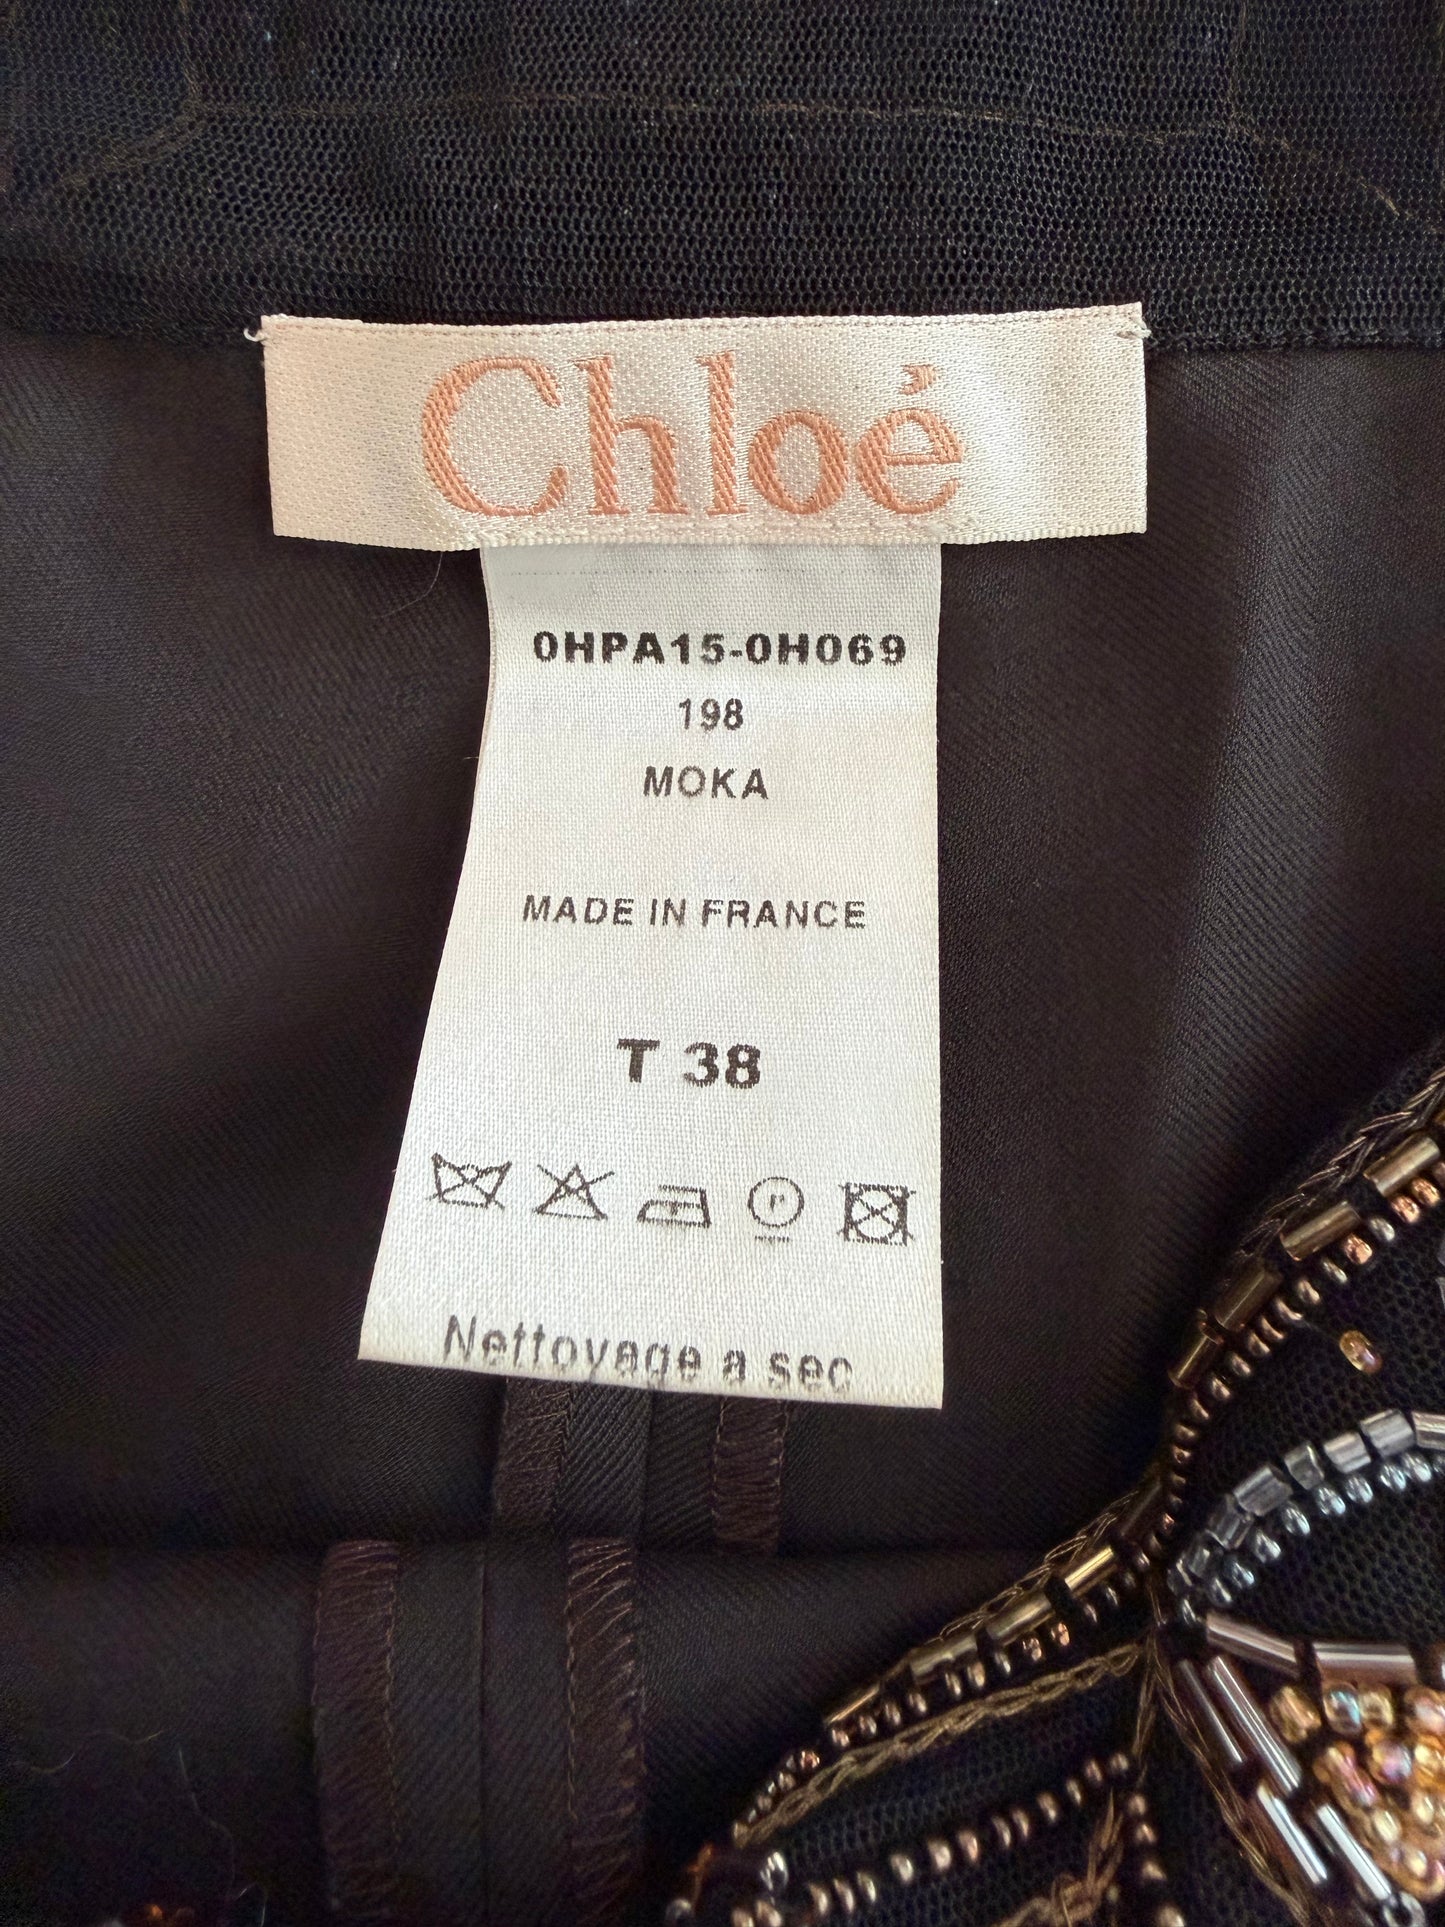 Chloé
0HPA15-0H069
198
MOKA
MADE IN FRANCE
T 38
P
Nettoyage a sec